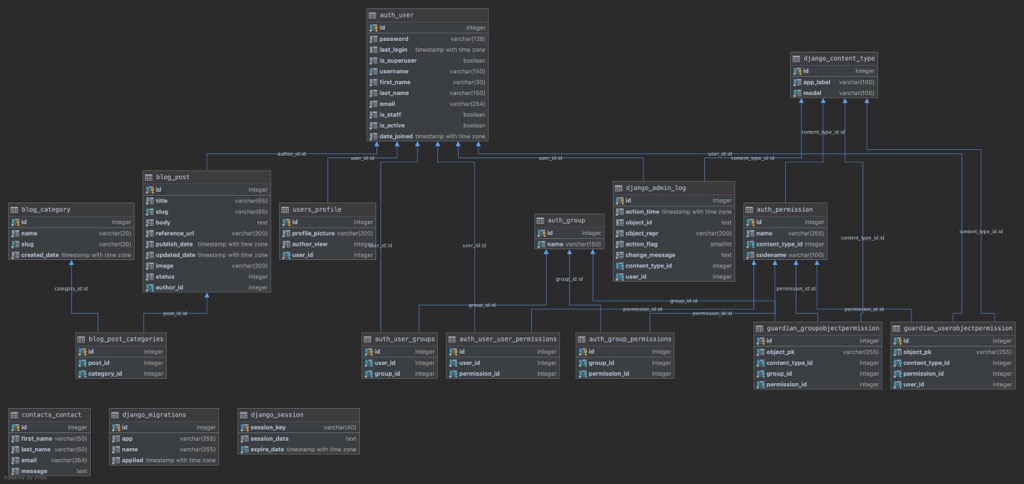 auth_user
id integer
password varchar(128)
last_login timestamp with time zone
is_superuser boolean
username varchar(150)
first_name varchar(30)
last_name varchar(150)
email varchar(254)
is_staff boolean
is_active boolean
date_joined timestamp with time zone
django_content_type
id integer
app_label varchar(100)
model varchar(100)
content_type_id:id
author_id:id
user_id:id
user_id:id
content_type_id:id
user_id:id
blog_post
id integer
title varchar(65)
slug varchar(65)
body text
reference_url varchar(200)
publish_date timestamp with time zone
updated_date timestamp with time zone
image varchar(200)
status integer
author_id integer
blog_category
id integer
name varchar(20)
slug varchar(20)
created_date timestamp with time zone
users_profile
id integer
profile_picture varchar(200)
author_view integer
user_id integer
django_admin_log
id integer
action_time timestamp with time zone
object_id text
object_repr varchar(200)
action_flag smallint
change_message text
content_type_id integer
user_id integer
auth_group
id integer
name varchar(150)
auth_permission
id integer
name varchar(255)
content_type_id integer
codename varchar(100)
user_id:id
user_id:id
content_type_id:id
content_type_id:id
category_id:id
group_id:id
permission_id:id
post_id:id
group_id:id
group_id:id
permission_id:id
permission_id:id
blog_post_categories
id integer
post_id integer
category_id integer
auth_user_groups
id integer
user_id integer
group_id integer
auth_user_user_permissions
id integer
user_id integer
permission_id integer
auth_group_permissions
id integer
group_id integer
permission_id integer
guardian_groupobjectpermission
id integer
object_pk varchar(255)
content_type_id integer
group_id integer
permission_id integer
guardian_userobjectpermission
id integer
object_pk varchar(255)
content_type_id integer
permission_id integer
user_id integer
contacts_contact
id integer
first_name varchar(50)
last_name varchar(50)
email varchar(254)
message text
django_migrations
id integer
app varchar(255)
name varchar(255)
applied timestamp with time zone
django_session
session_key varchar(40)
session_data text
expire_date timestamp with time zone
Powered by yFiles